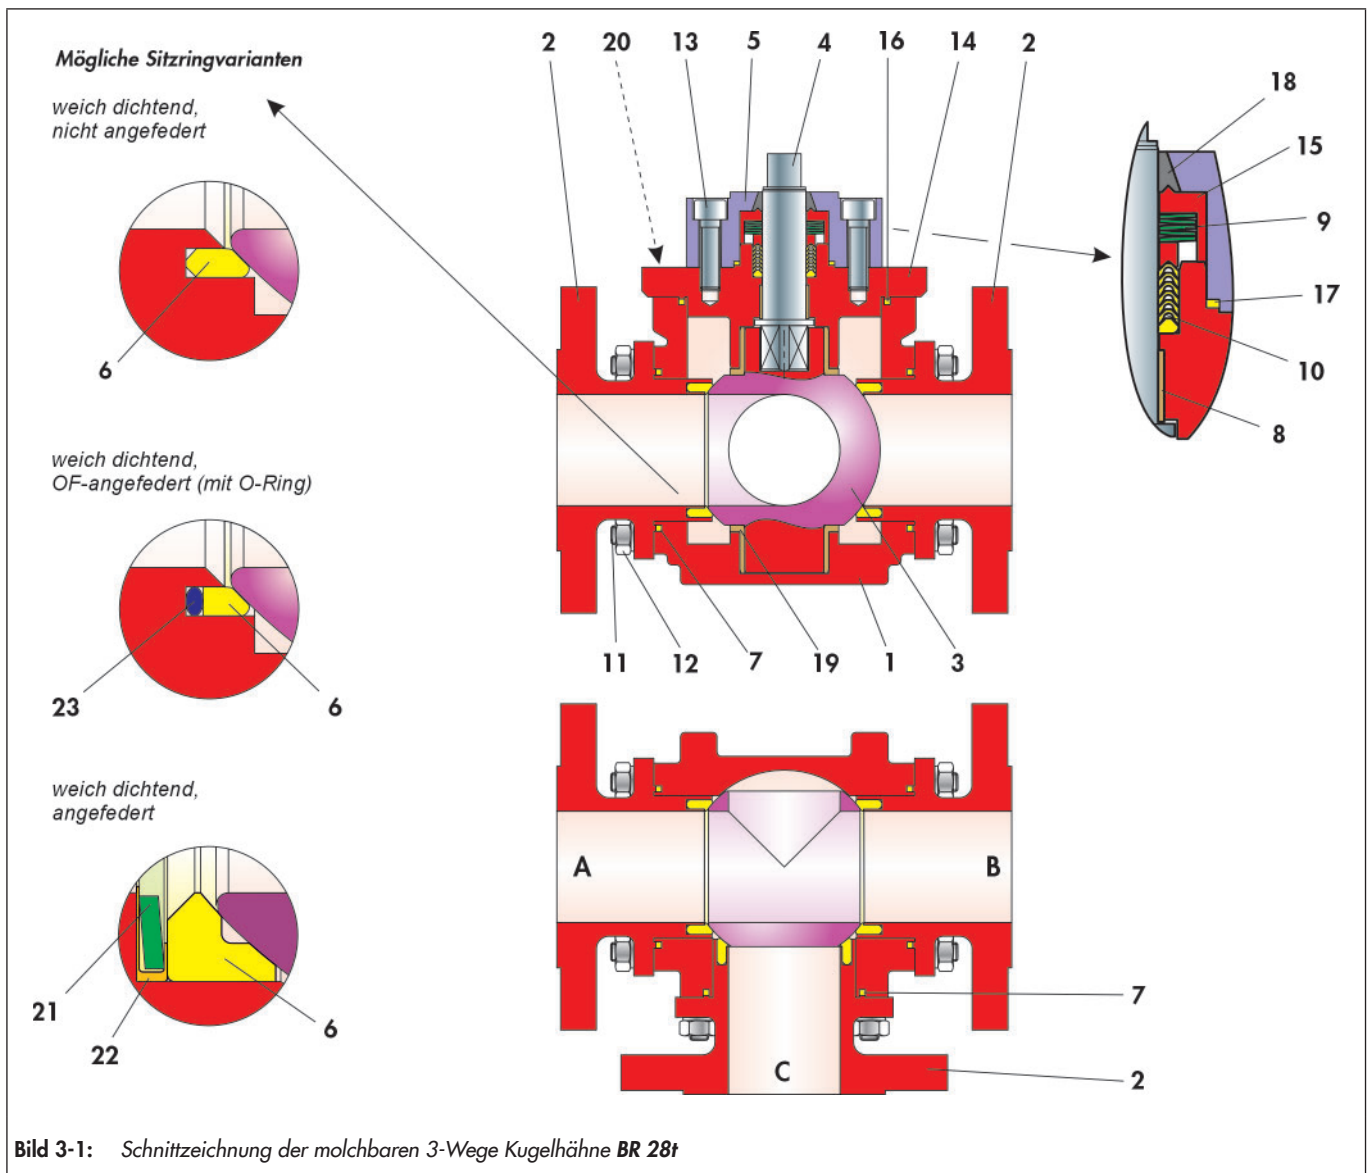 Mögliche Sitzringvarianten
weich dichtend,
nicht angefedert
6
weich dichtend,
OF-angefedert (mit O-Ring)
23
6
weich dichtend,
angefedert
21
22
6
2 20 13 5 4 16 14 2
18
15
9
17
10
8
11 12 7 19 1 3
A
B
C
7
2
Bild 3-1: Schnittzeichnung der molchbaren 3-Wege Kugelhähne BR 28t